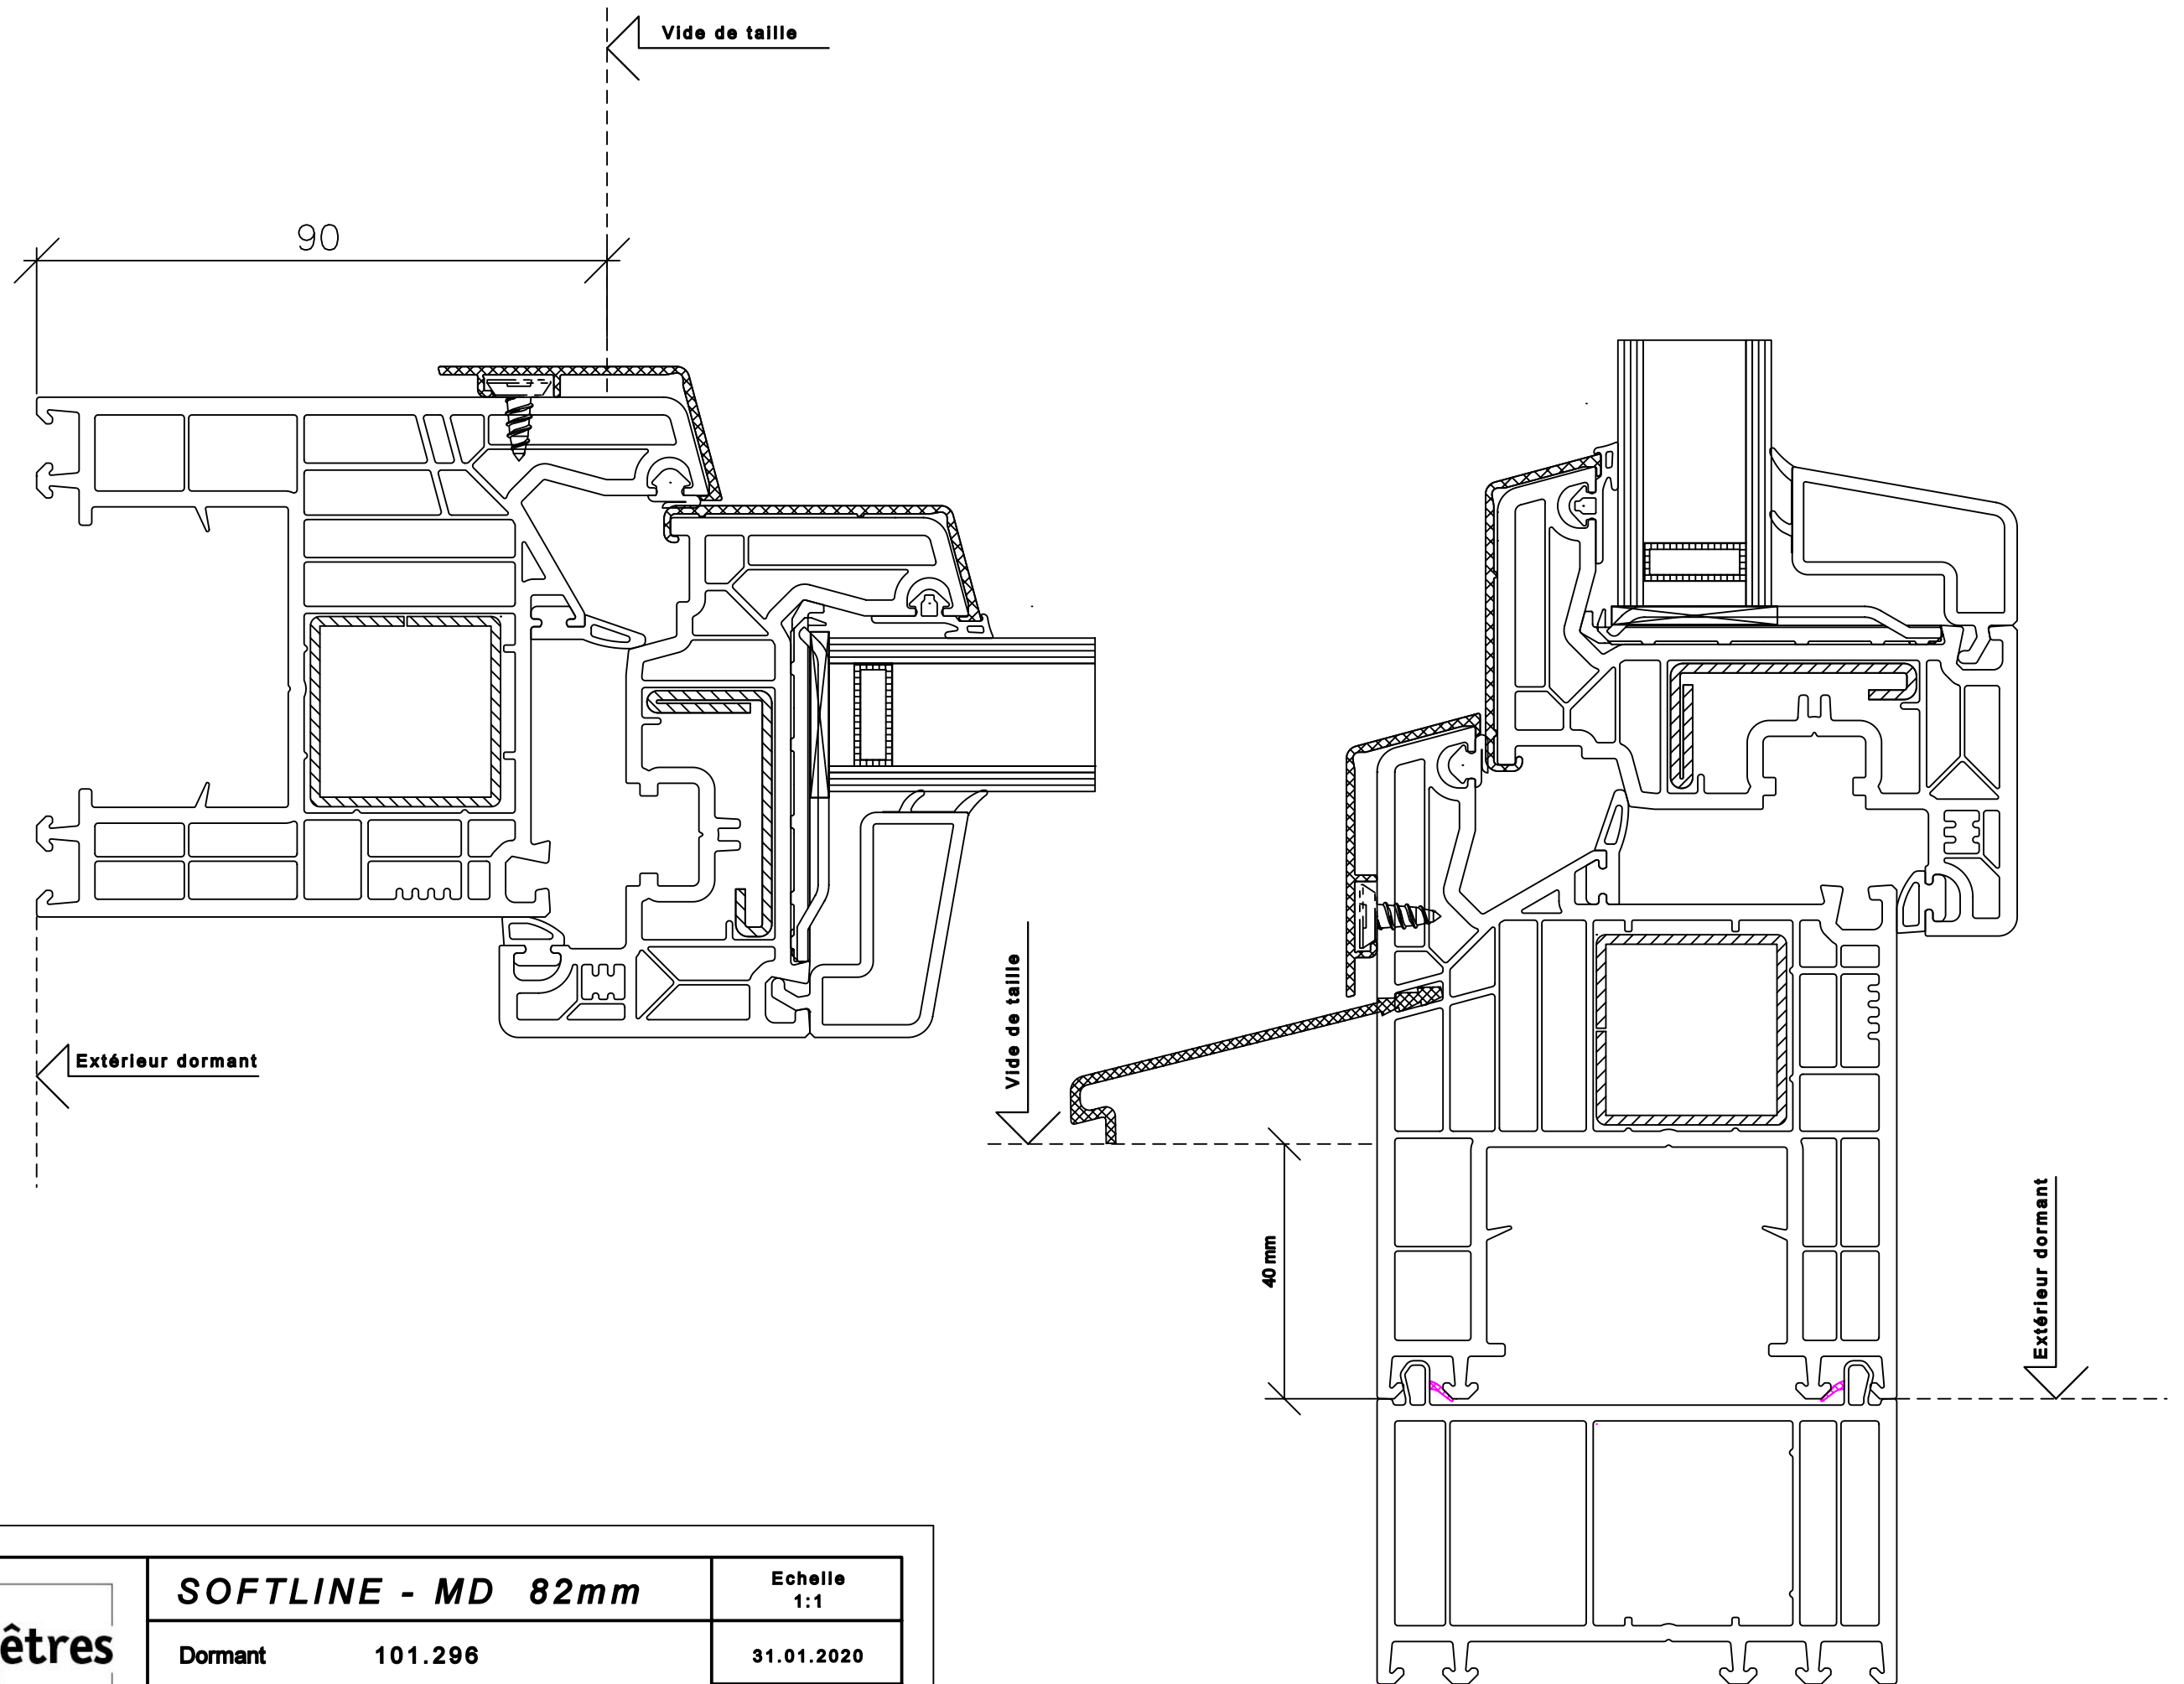 Vide de taille
90
Extérieur dormant
Vide de taille
40 mm
Extérieur dormant
SOFTLINE - MD 82mm
Echelle
1:1
êtres
Dormant 101.296
31.01.2020